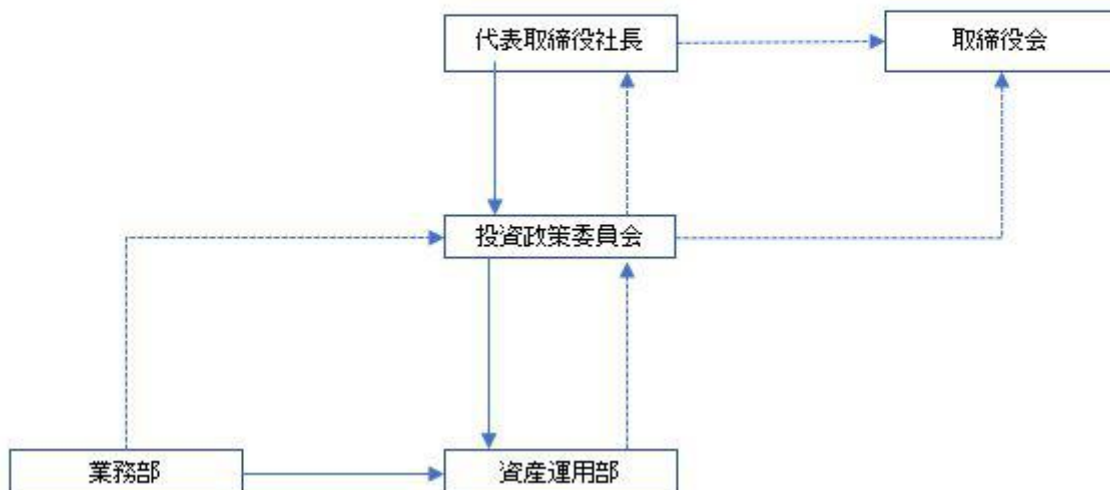 代表取締役社長
取締役会
投資政策委員会
業務部
資産運用部